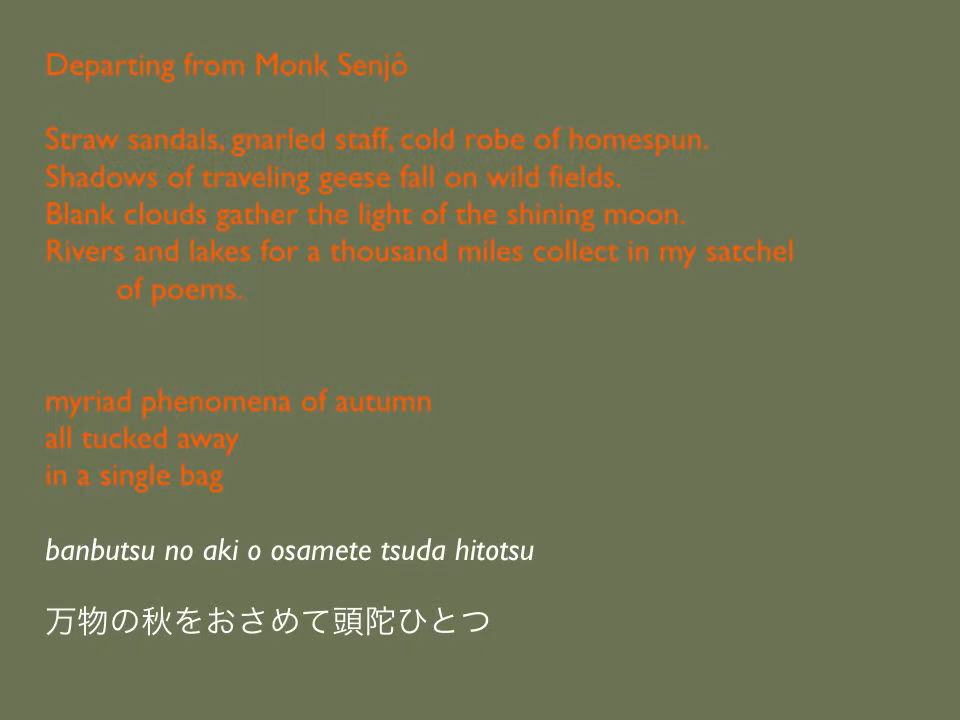 Departing from Monk Senjô
Straw sandals, gnarled staff, cold robe of homespun.
Shadows of traveling geese fall on wild fields.
Blank clouds gather the light of the shining moon.
Rivers and lakes for a thousand miles collect in my satchel
of poems.
myriad phenomena of autumn
all tucked away
in a single bag
banbutsu no aki o osamete tsuda hitotsu
万物の秋をおさめて頭陀ひとつ